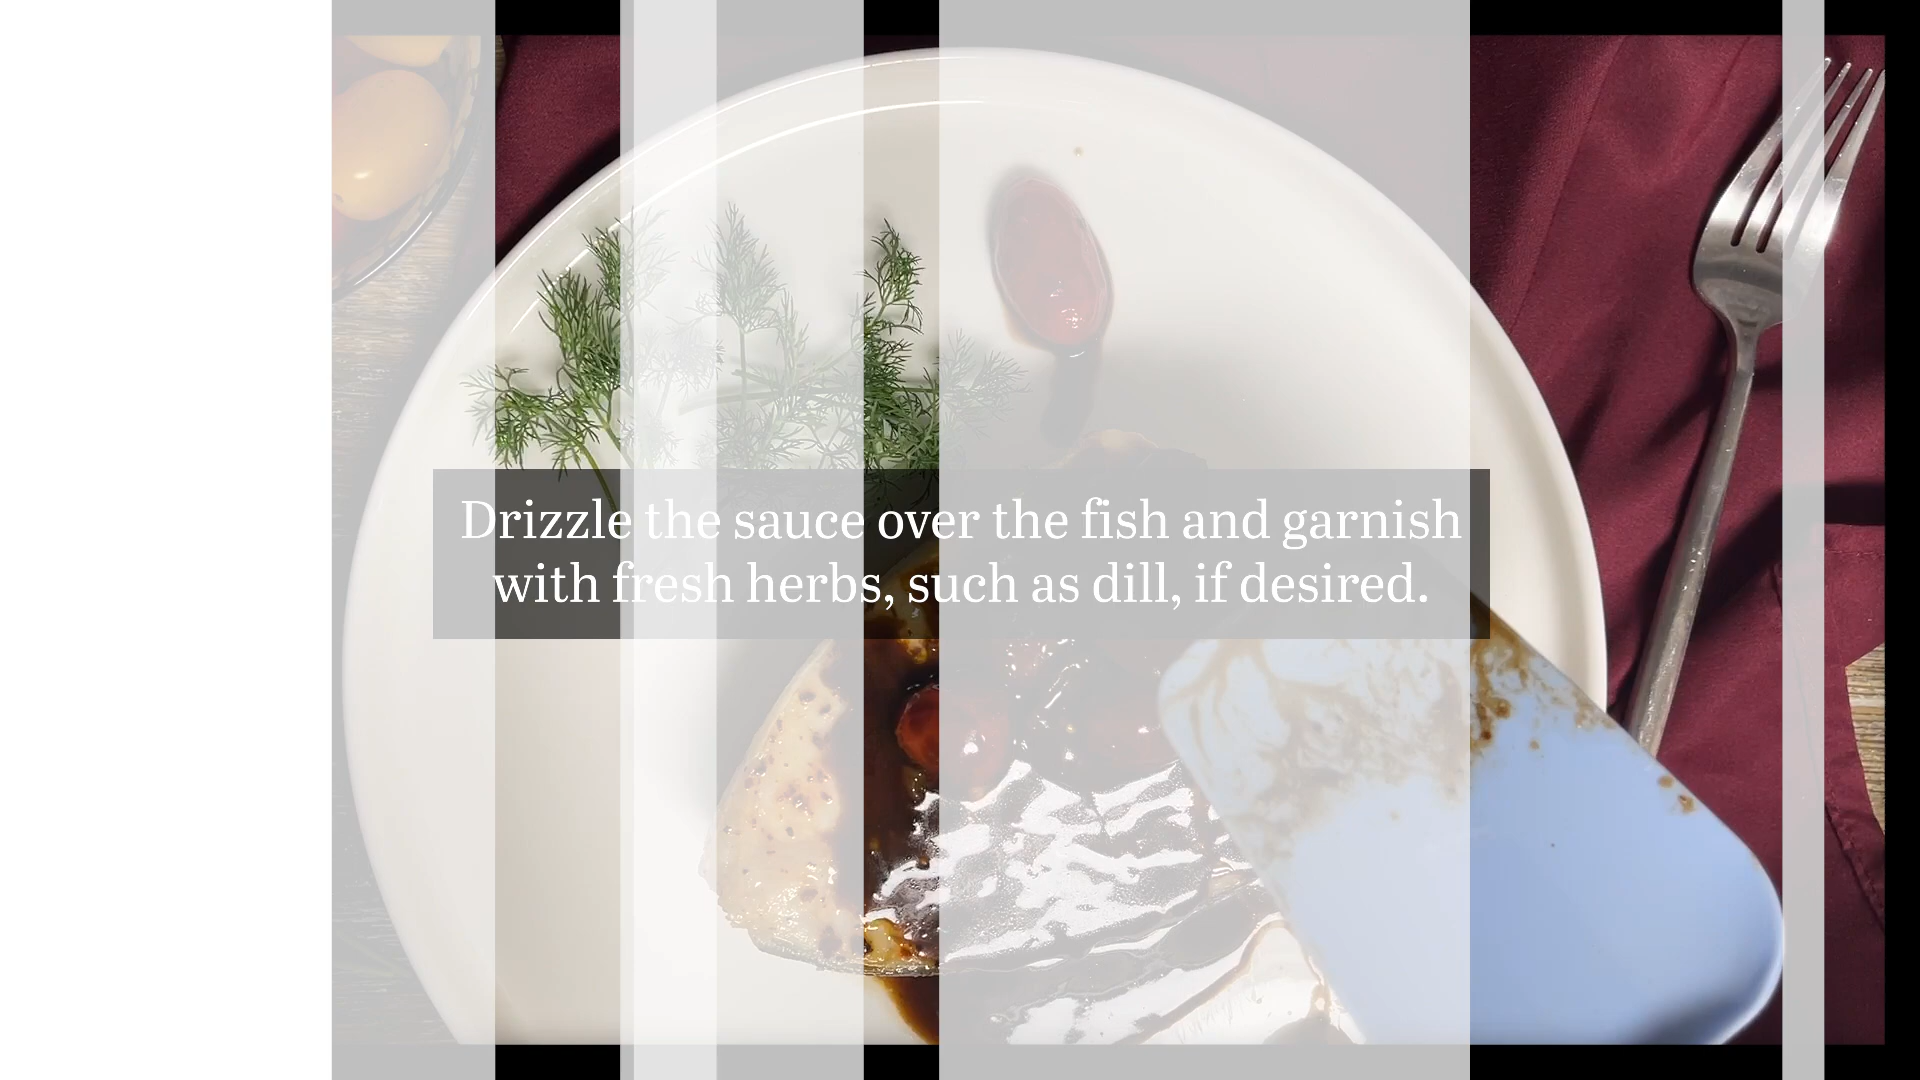 Drizzle the sauce over the fish and garnish
with fresh herbs, such as dill, if desired.